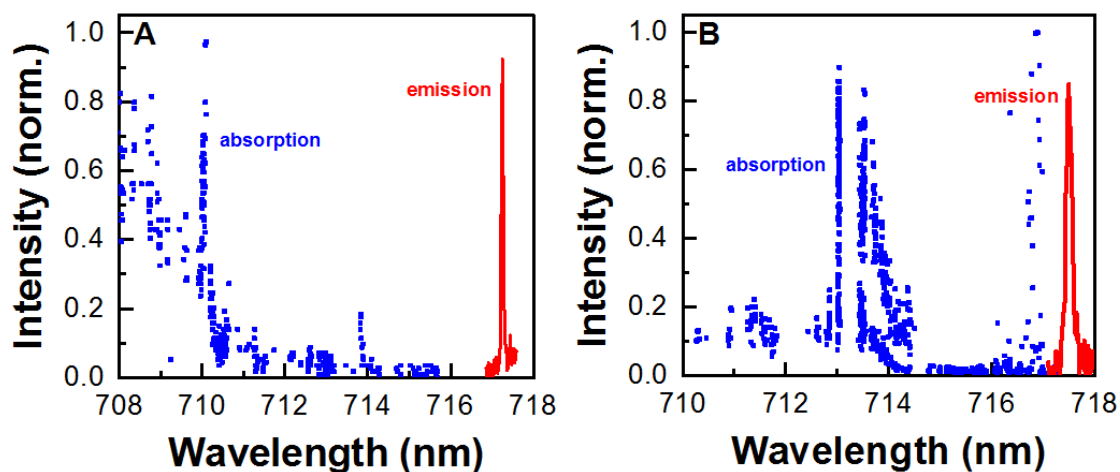 A
Intensity (norm.)
1.0
0.8
0.6
0.4
0.2
0.0
emission
absorption
708
710
712
714
716
718
Wavelength (nm)
B
Intensity (norm.)
1.0
0.8
0.6
0.4
0.2
0.0
emission
absorption
710
712
714
716
718
Wavelength (nm)